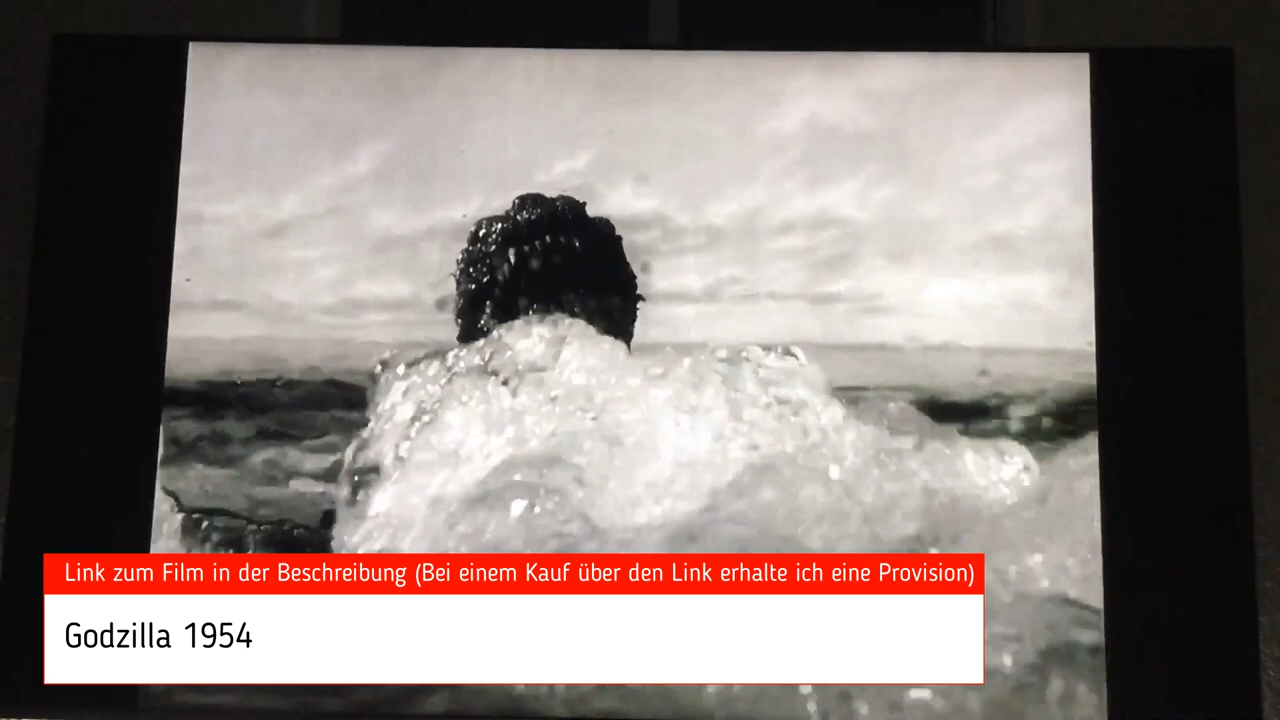 Link zum Film in der Beschreibung (Bei einem Kauf über den Link erhalte ich eine Provision)
Godzilla 1954